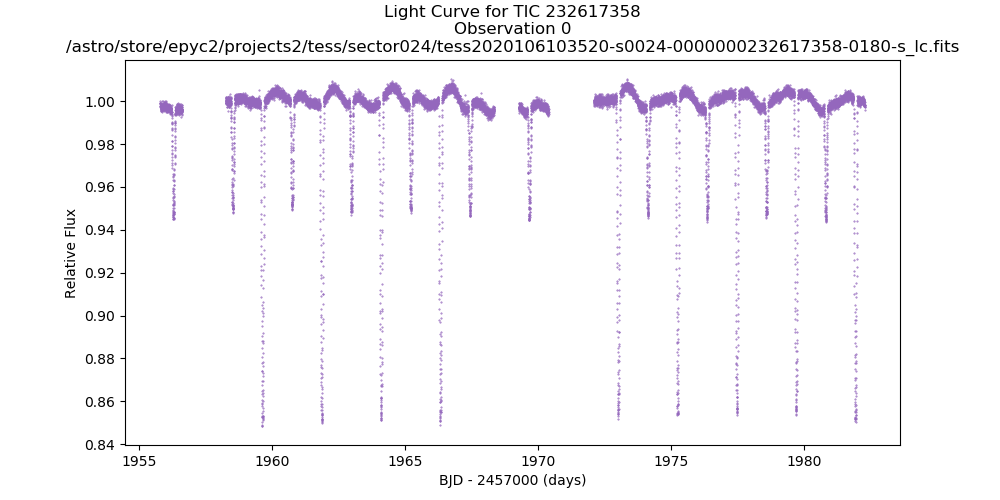 Light Curve for TIC 232617358
Observation 0
/astro/store/epyc2/projects2/tess/sector024/tess2020106103520-s0024-0000000232617358-0180-s_lc.fits
1.00
0.98
0.96
0.94
0.92
0.90
0.88
0.86
0.84
Relative Flux
1955 1960 1965 1970 1975 1980
BJD - 2457000 (days)